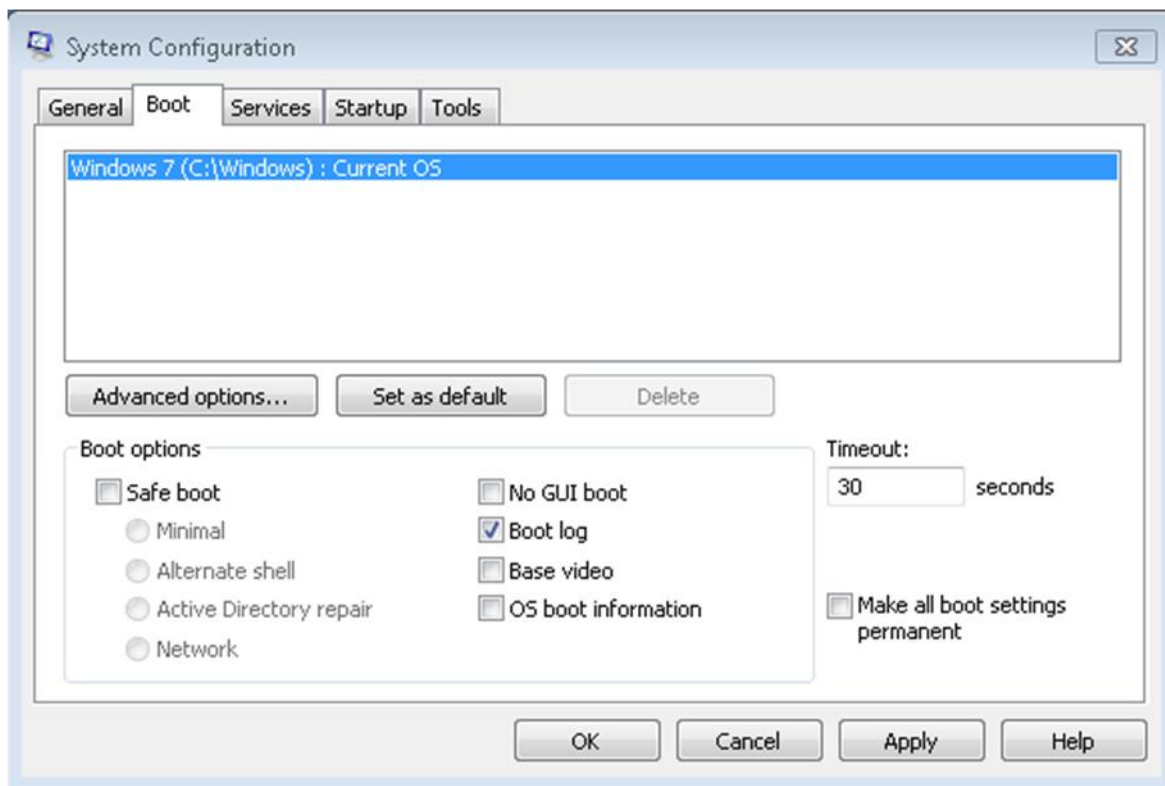 System Configuration
General Boot Services Startup Tools
Windows 7 (C:\Windows) : Current OS
Advanced options... Set as default Delete
Boot options Timeout:
Safe boot No GUI boot 30 seconds
Minimal Boot log
Alternate shell Base video
Active Directory repair OS boot information Make all boot settings
permanent
Network
OK Cancel Apply Help